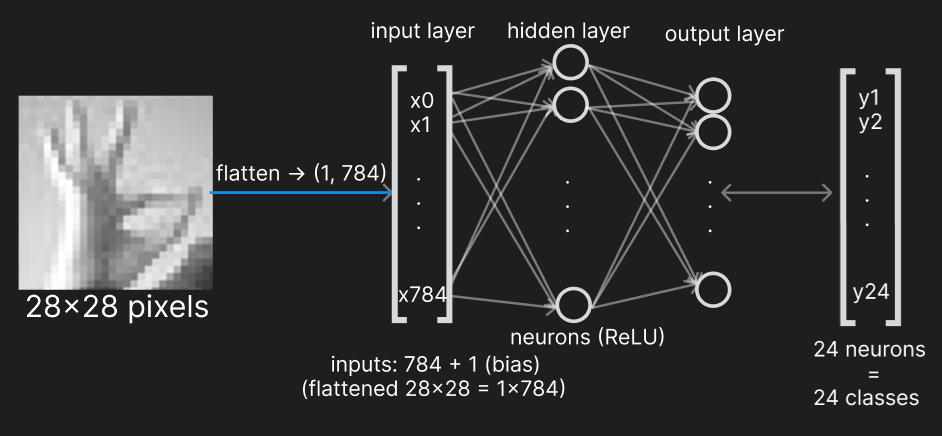 input layer
hidden layer
output layer
x0
x1
.
.
.
x784
flatten → (1, 784)
28×28 pixels
.
.
.
neurons (ReLU)
inputs: 784 + 1 (bias)
(flattened 28×28 = 1×784)
.
.
.
y1
y2
.
.
.
y24
24 neurons
=
24 classes